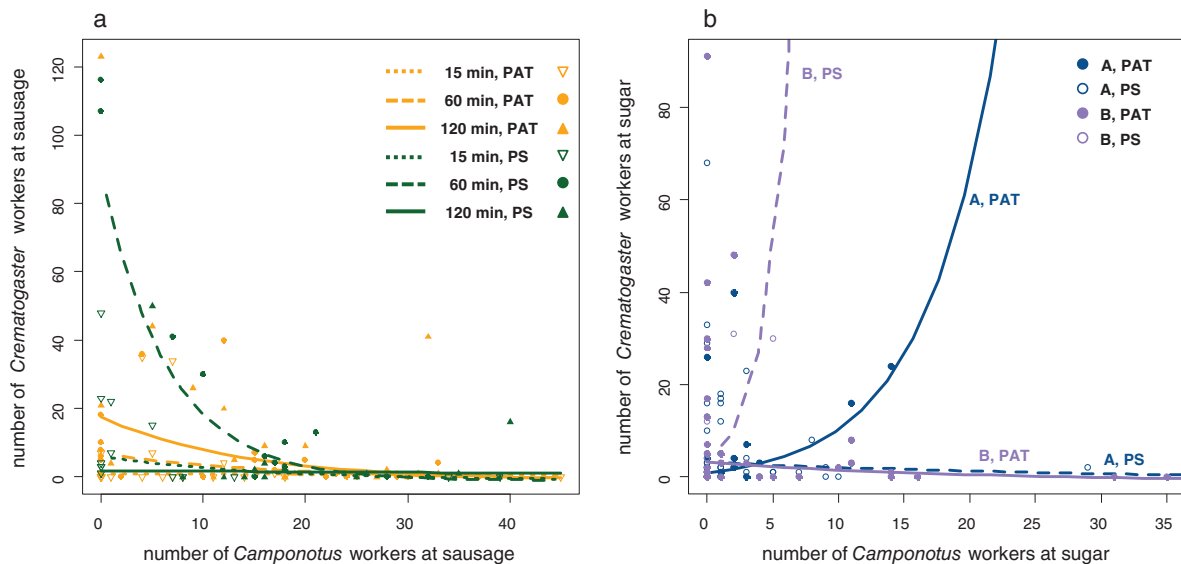 a
number of Crematogaster workers at sausage
0 20 40 60 80 100 120
15 min, PAT
60 min, PAT
120 min, PAT
15 min, PS
60 min, PS
120 min, PS
0 10 20 30 40
number of Camponotus workers at sausage
b
number of Crematogaster workers at sugar
0 20 40 60 80
B, PS
A, PAT
A, PAT
A, PS
B, PAT
B, PS
B, PAT
A, PS
0 5 10 15 20 25 30 35
number of Camponotus workers at sugar